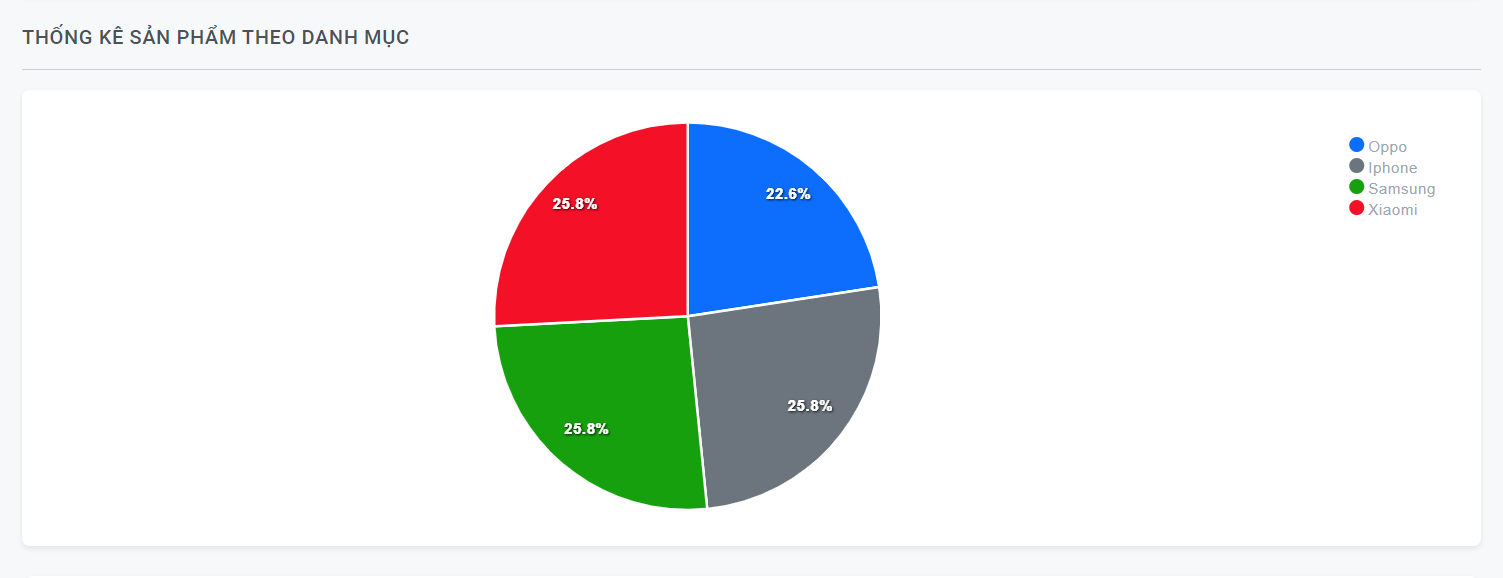 THỐNG KÊ SẢN PHẨM THEO DANH MỤC
Oppo
Iphone
Samsung
Xiaomi
22.6%
25.8%
25.8%
25.8%